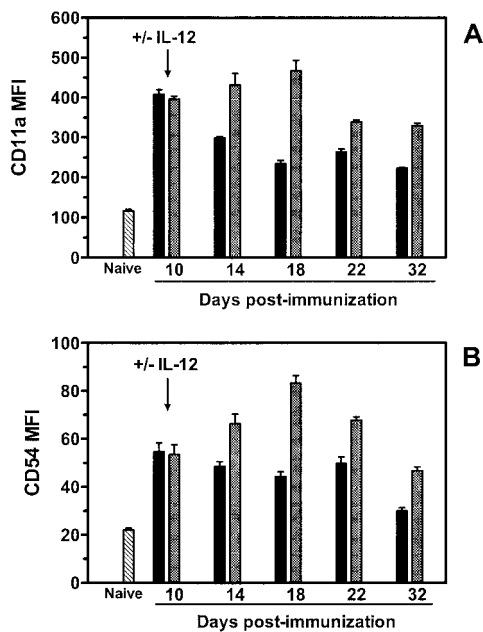 A
+/- IL-12
CD11a MFI
600
500
400
300
200
100
0
Naive 10 14 18 22 32
Days post-immunization
B
+/- IL-12
CD54 MFI
100
80
60
40
20
0
Naive 10 14 18 22 32
Days post-immunization